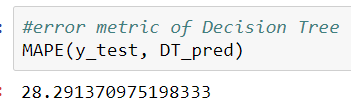 #error metric of Decision Tree
MAPE(y_test, DT_pred)
28.291370975198333